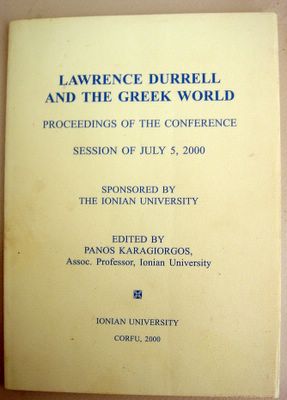 LAWRENCE DURRELL
AND THE GREEK WORLD
PROCEEDINGS OF THE CONFERENCE
SESSION OF JULY 5, 2000
SPONSORED BY
THE IONIAN UNIVERSITY
EDITED BY
PANOS KARAGIORGOS,
Assoc. Professor, Ionian University
IONIAN UNIVERSITY
CORFU, 2000